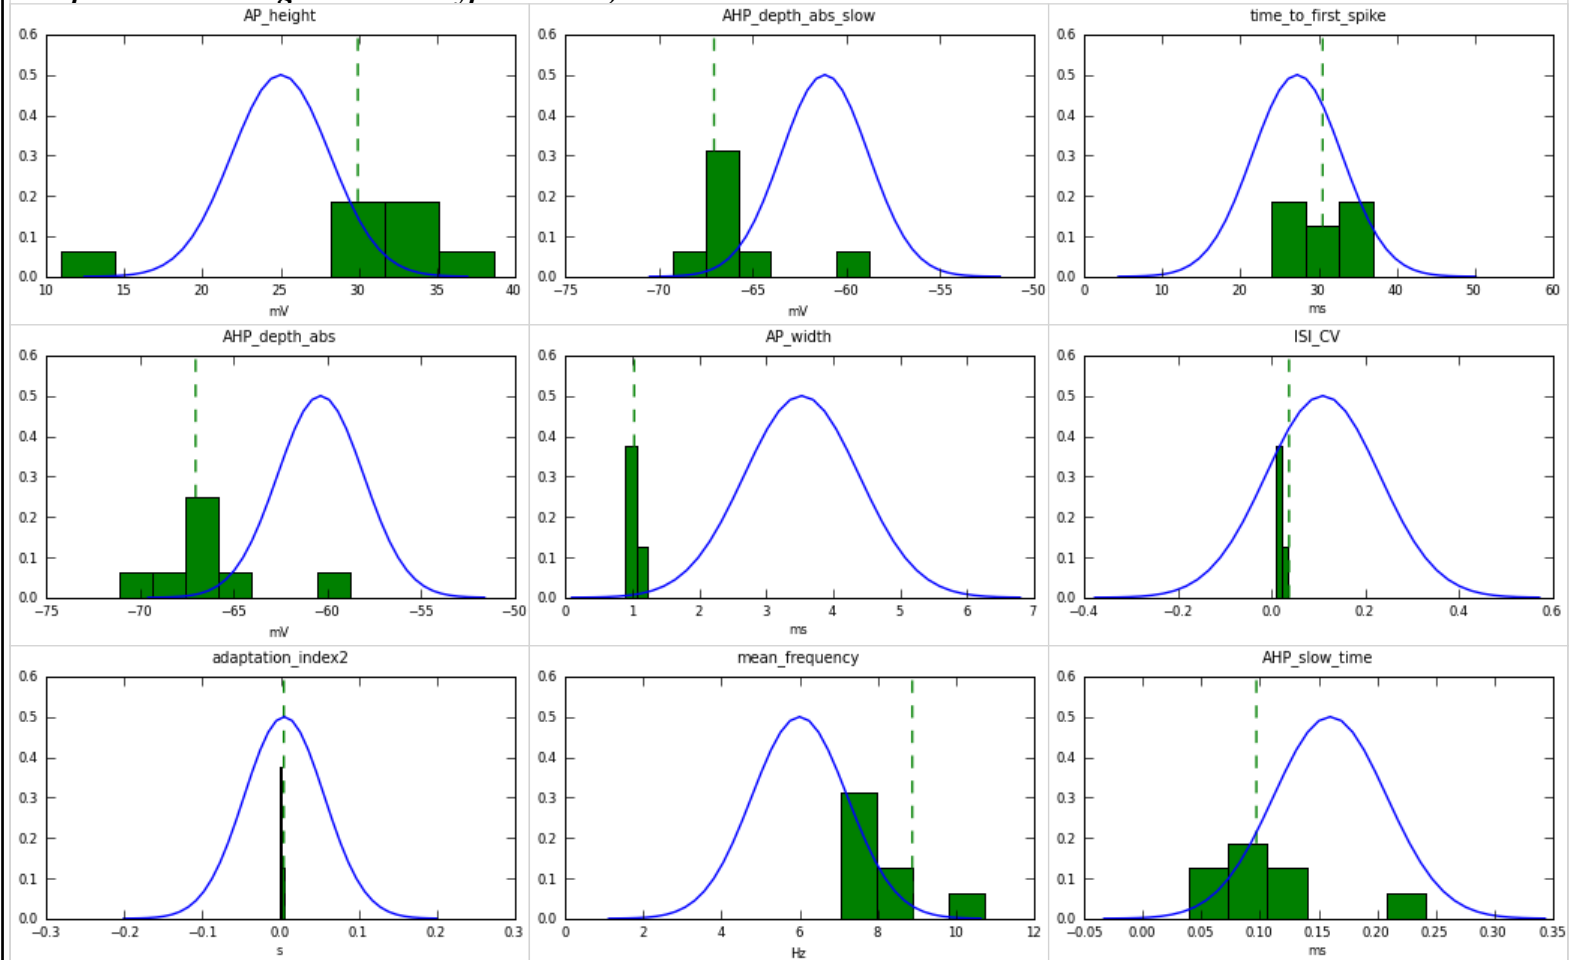 AP_height
AHP_depth_abs_slow
time_to_first_spike
0.6 0.5 0.4 0.3 0.2 0.1 0.0
10 15 20 25 30 35 40
mV
0.6 0.5 0.4 0.3 0.2 0.1 0.0
−75 −70 −65 −60 −55 −50
mV
0.6 0.5 0.4 0.3 0.2 0.1 0.0
0 10 20 30 40 50 60
ms
AHP_depth_abs
AP_width
ISI_CV
0.6 0.5 0.4 0.3 0.2 0.1 0.0
−75 −70 −65 −60 −55 −50
mV
0.6 0.5 0.4 0.3 0.2 0.1 0.0
0 1 2 3 4 5 6 7
ms
0.6 0.5 0.4 0.3 0.2 0.1 0.0
−0.4 −0.2 0.0 0.2 0.4 0.6
adaptation_index2
mean_frequency
AHP_slow_time
0.6 0.5 0.4 0.3 0.2 0.1 0.0
−0.3 −0.2 −0.1 0.0 0.1 0.2 0.3
s
0.6 0.5 0.4 0.3 0.2 0.1 0.0
0 2 4 6 8 10 12
Hz
0.6 0.5 0.4 0.3 0.2 0.1 0.0
−0.05 0.00 0.05 0.10 0.15 0.20 0.25 0.30 0.35
ms